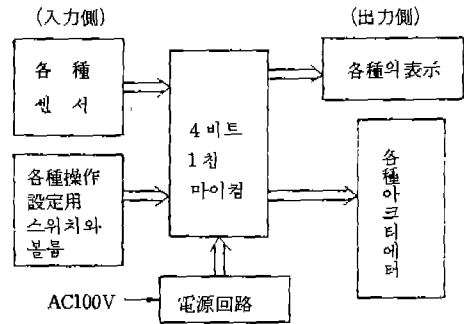 (入力側)
(出力側)
各 種
센 서
各種操作
設定用
스위치와
볼륨
4 비트
1 칩
마이컴
各種의表示
各種아크티에터
AC100V
電源回路